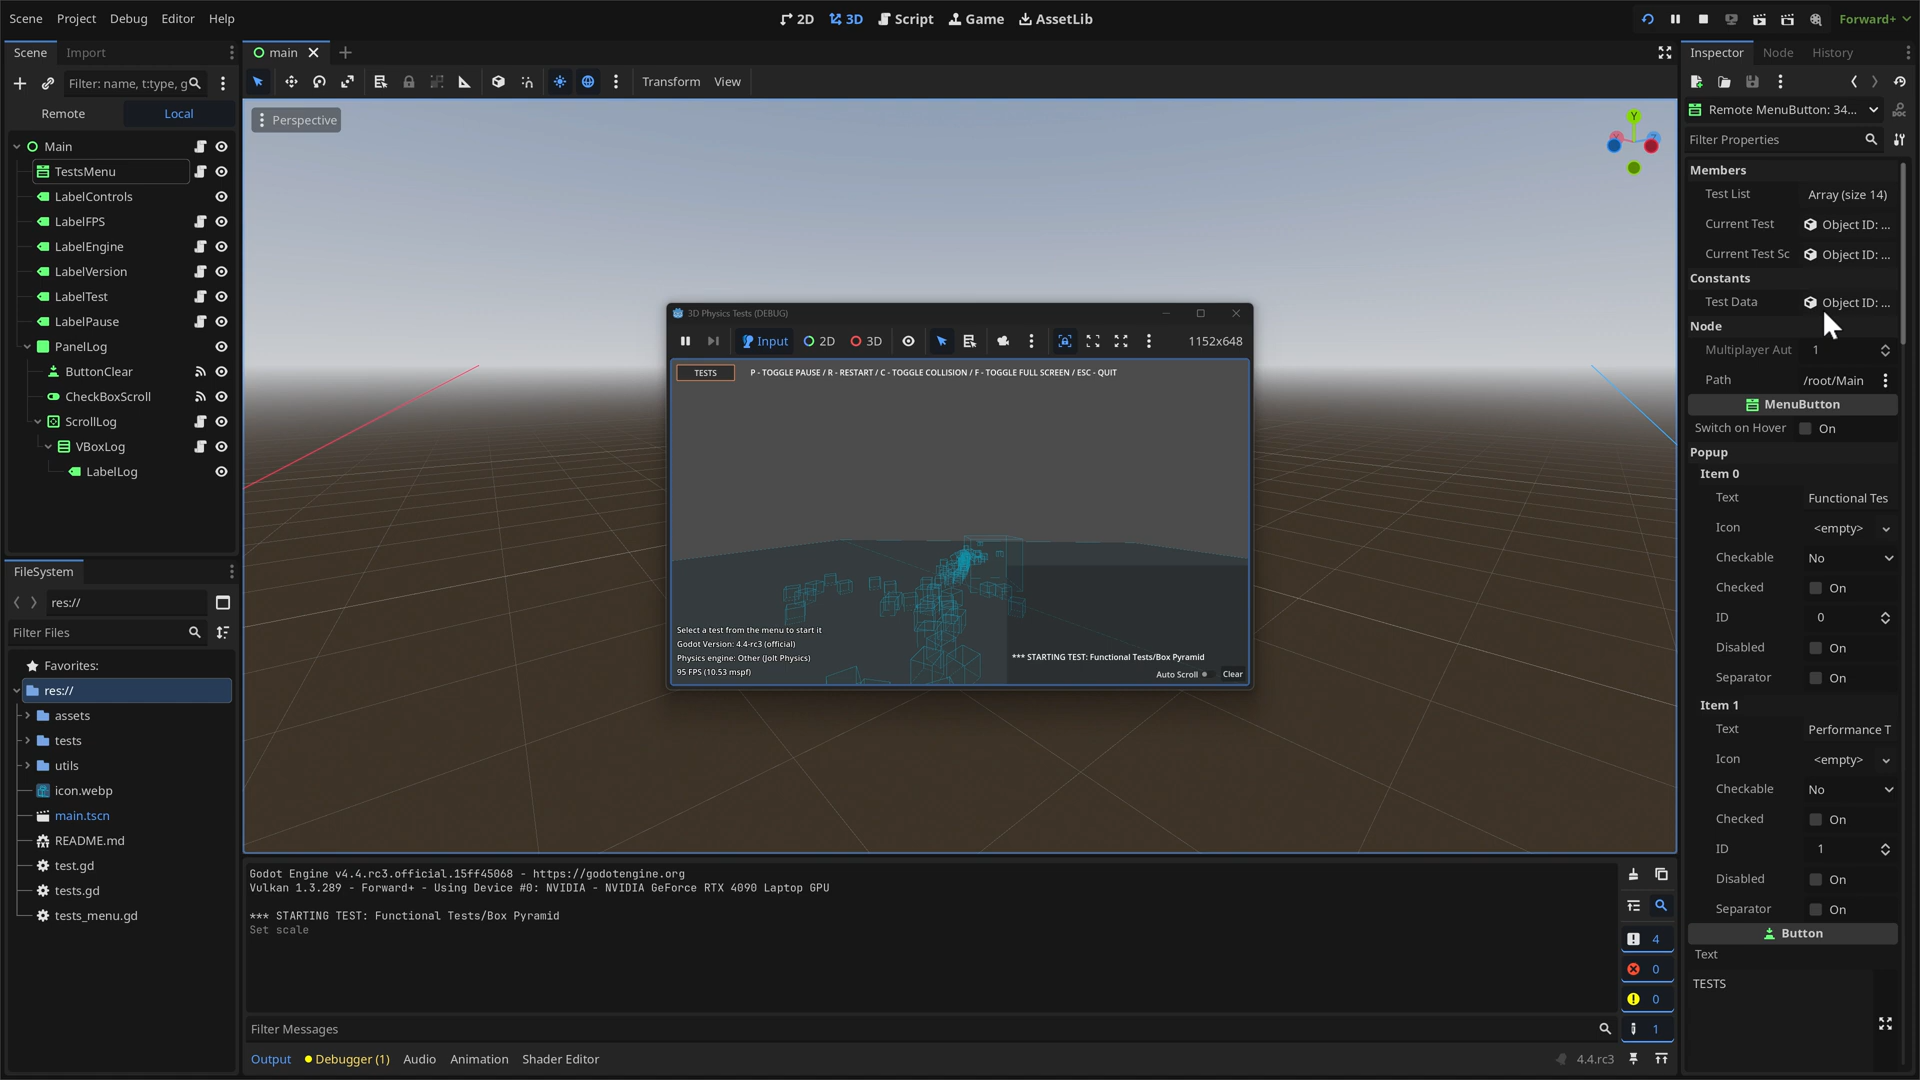 Scene Project Debug Editor Help
2D 3D Script Game AssetLib
Forward+
Scene Import
main
Inspector Node History
Filter: name, t:type, g
Transform View
Remote Local
Perspective
Y
Remote MenuButton: 34...
Filter Properties
Main
TestsMenu
LabelControls
LabelFPS
LabelEngine
LabelVersion
LabelTest
LabelPause
PanelLog
ButtonClear
CheckBoxScroll
ScrollLog
VBoxLog
LabelLog
FileSystem
res://
Filter Files
Favorites:
res://
assets
tests
utils
icon.webp
main.tscn
README.md
test.gd
tests.gd
tests_menu.gd
3D Physics Tests (DEBUG)
Input 2D 3D 1152x648
TESTS P - TOGGLE PAUSE / R - RESTART / C - TOGGLE COLLISION / F - TOGGLE FULL SCREEN / ESC - QUIT
Select a test from the menu to start it
Godot Version: 4.4-rc3 (official)
Physics engine: Other (Jolt Physics)
95 FPS (10.53 mspf)
*** STARTING TEST: Functional Tests/Box Pyramid
Auto Scroll Clear
Godot Engine v4.4.rc3.official.15ff45068 - https://godotengine.org
Vulkan 1.3.289 - Forward+ - Using Device #0: NVIDIA - NVIDIA GeForce RTX 4090 Laptop GPU
*** STARTING TEST: Functional Tests/Box Pyramid
Set scale
4
0
0
1
Filter Messages
Output Debugger (1) Audio Animation Shader Editor
4.4.rc3
Members
Test List Array (size 14)
Current Test Object ID: ...
Current Test Sc Object ID: ...
Constants
Test Data Object ID: ...
Node
Multiplayer Aut 1
Path /root/Main
MenuButton
Switch on Hover On
Popup
Item 0
Text Functional Tes
Icon <empty>
Checkable No
Checked On
ID 0
Disabled On
Separator On
Item 1
Text Performance T
Icon <empty>
Checkable No
Checked On
ID 1
Disabled On
Separator On
Button
Text
TESTS